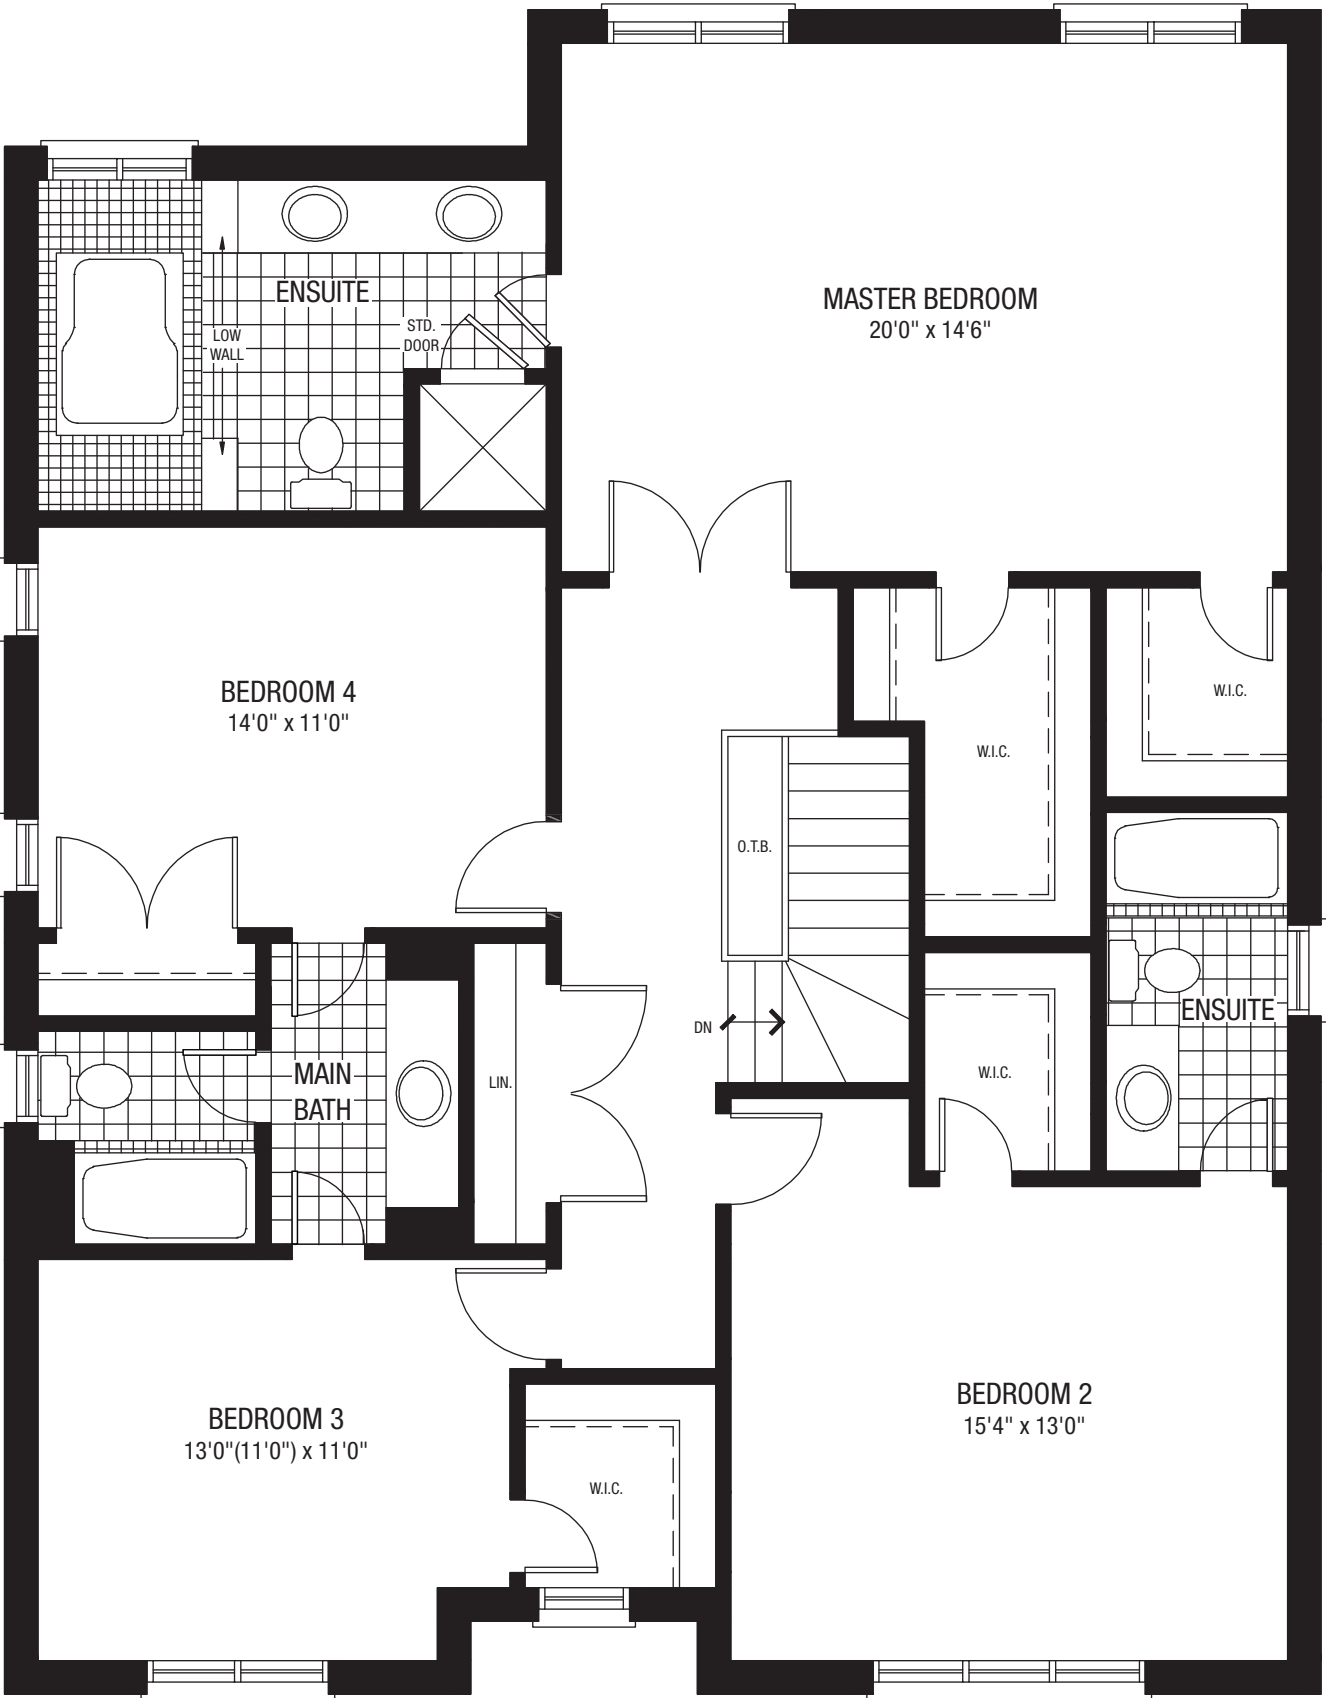 MASTER BEDROOM
20'0" x 14'6"
ENSUITE
STD.
DOOR
LOW
WALL
BEDROOM 4
14'0" x 11'0"
W.I.C.
W.I.C.
O.T.B.
ENSUITE
DN
W.I.C.
LIN.
MAIN
BATH
BEDROOM 3
13'0"(11'0") x 11'0"
W.I.C.
BEDROOM 2
15'4" x 13'0"